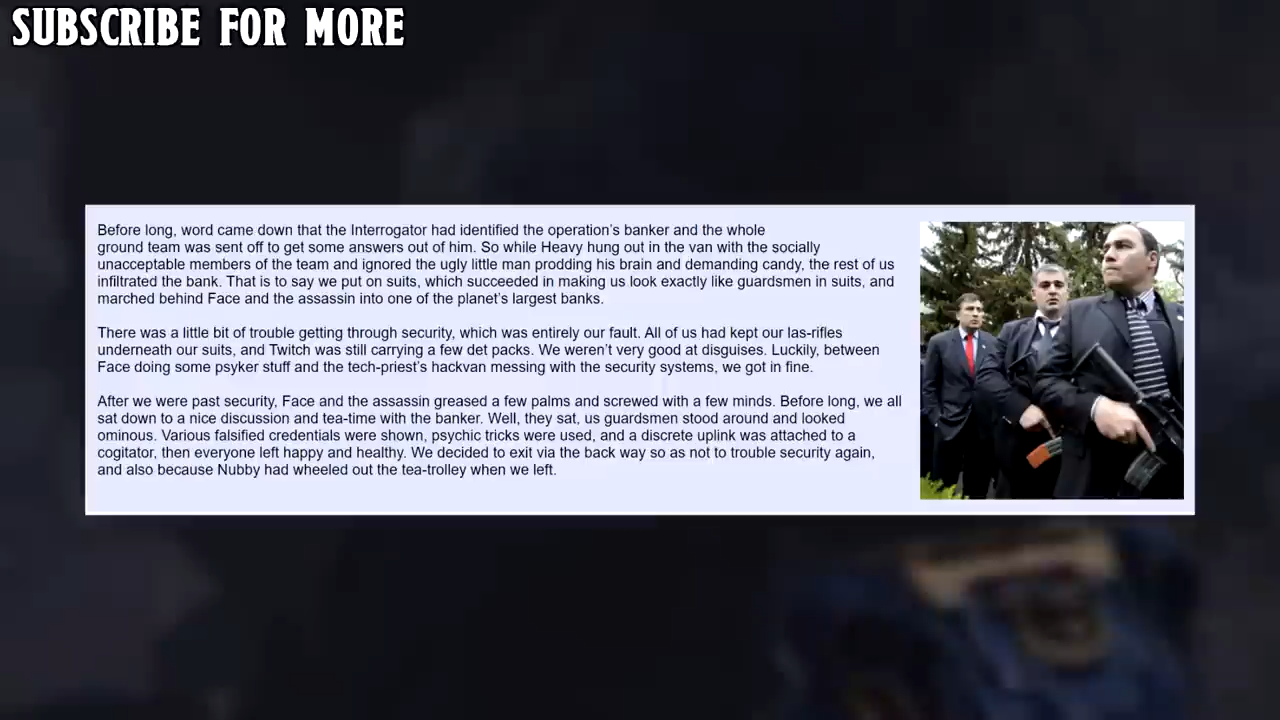 SUBSCRIBE FOR MORE
Before long, word came down that the Interrogator had identified the operation's banker and the whole
ground team was sent off to get some answers out of him. So while Heavy hung out in the van with the socially
unacceptable members of the team and ignored the ugly little man prodding his brain and demanding candy, the rest of us
infiltrated the bank. That is to say we put on suits, which succeeded in making us look exactly like guardsmen in suits, and
marched behind Face and the assassin into one of the planet's largest banks.
There was a little bit of trouble getting through security, which was entirely our fault. All of us had kept our las-rifles
underneath our suits, and Twitch was still carrying a few det packs. We weren't very good at disguises. Luckily, between
Face doing some psyker stuff and the tech-priest's hackvan messing with the security systems, we got in fine.
After we were past security, Face and the assassin greased a few palms and screwed with a few minds. Before long, we all
sat down to a nice discussion and tea-time with the banker. Well, they sat, us guardsmen stood around and looked
ominous. Various falsified credentials were shown, psychic tricks were used, and a discrete uplink was attached to a
cogitator, then everyone left happy and healthy. We decided to exit via the back way so as not to trouble security again,
and also because Nubby had wheeled out the tea-trolley when we left.